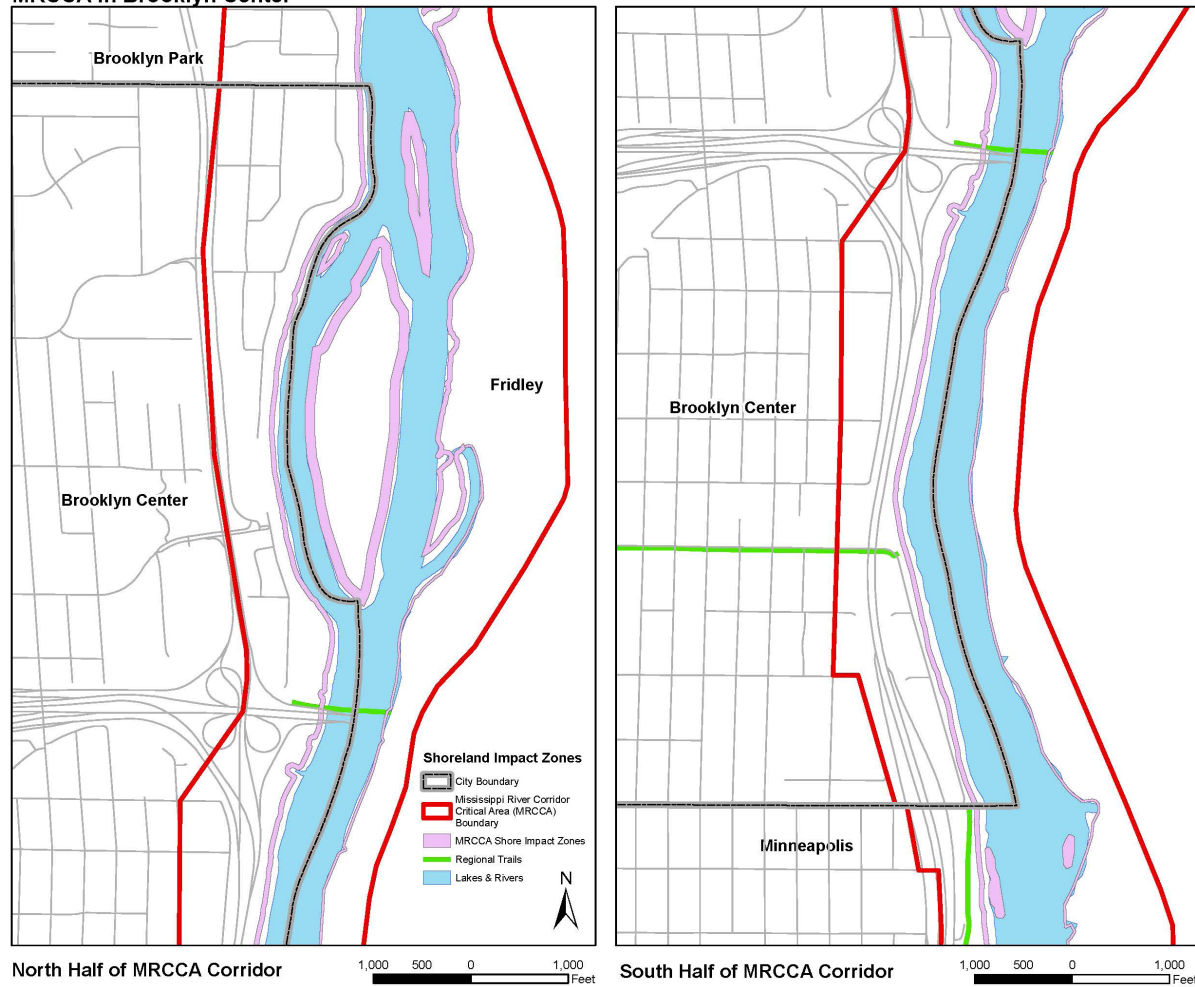 MRCCA in Brooklyn Center
Brooklyn Park
Fridley
Brooklyn Center
Shoreland Impact Zones
City Boundary
Mississippi River Corridor
Critical Area (MRCCA)
Boundary
MRCCA Shore Impact Zones
Regional Trails
Lakes & Rivers
N
North Half of MRCCA Corridor
1,000 500 0 1,000
Feet
Brooklyn Center
Minneapolis
South Half of MRCCA Corridor
1,000 500 0 1,000
Feet